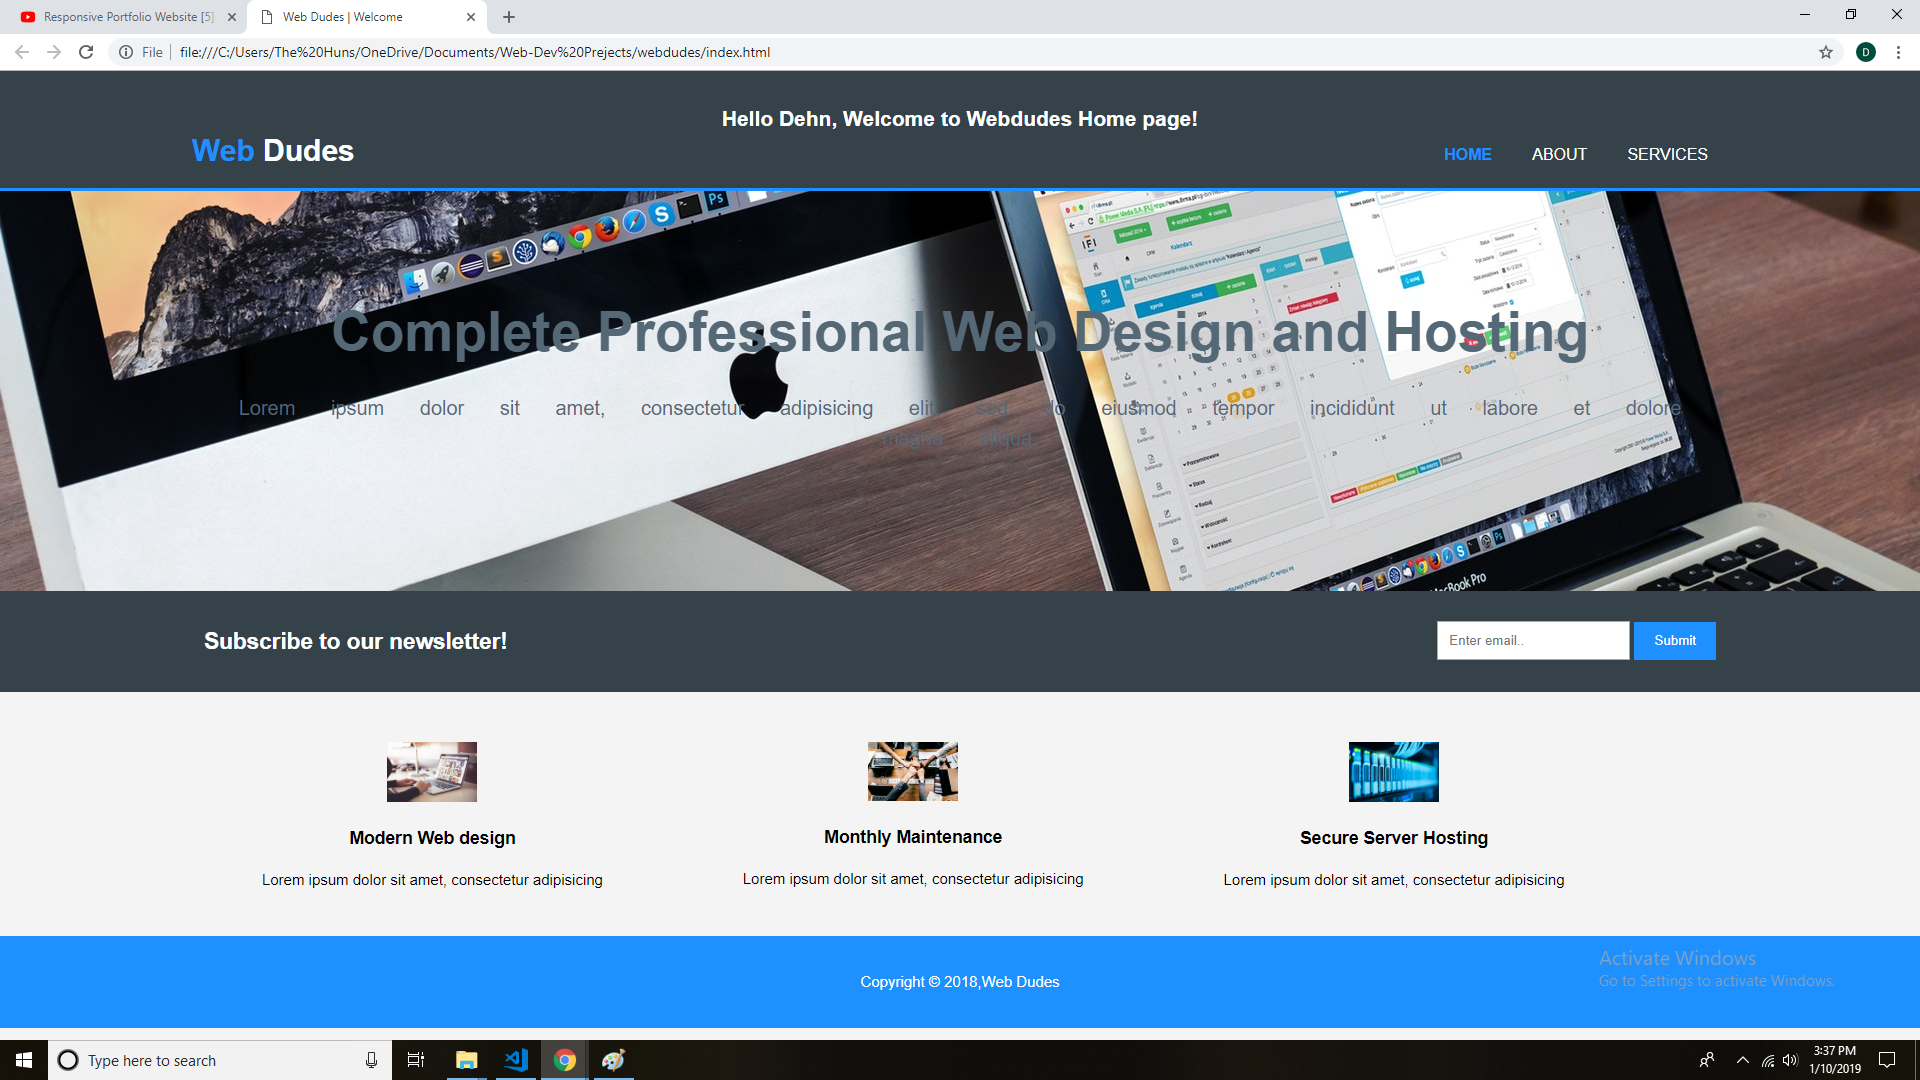 Responsive Portfolio Website [5]
Web Dudes | Welcome
File
file:///C:/Users/The%20Huns/OneDrive/Documents/Web-Dev%20Prejects/webdudes/index.html
D
Hello Dehn, Welcome to Webdudes Home page!
Web Dudes
HOME ABOUT SERVICES
Complete Professional Web Design and Hosting
Lorem ipsum dolor sit amet, consectetur adipisicing elit sed do eiusmod tempor incididunt ut labore et dolore
magna aliqua
MacBook Pro
Subscribe to our newsletter!
Enter email..
Submit
Modern Web design
Lorem ipsum dolor sit amet, consectetur adipisicing
Monthly Maintenance
Lorem ipsum dolor sit amet, consectetur adipisicing
Secure Server Hosting
Lorem ipsum dolor sit amet, consectetur adipisicing
Copyright © 2018,Web Dudes
Activate Windows
Go to Settings to activate Windows.
Type here to search
3:37 PM
1/10/2019